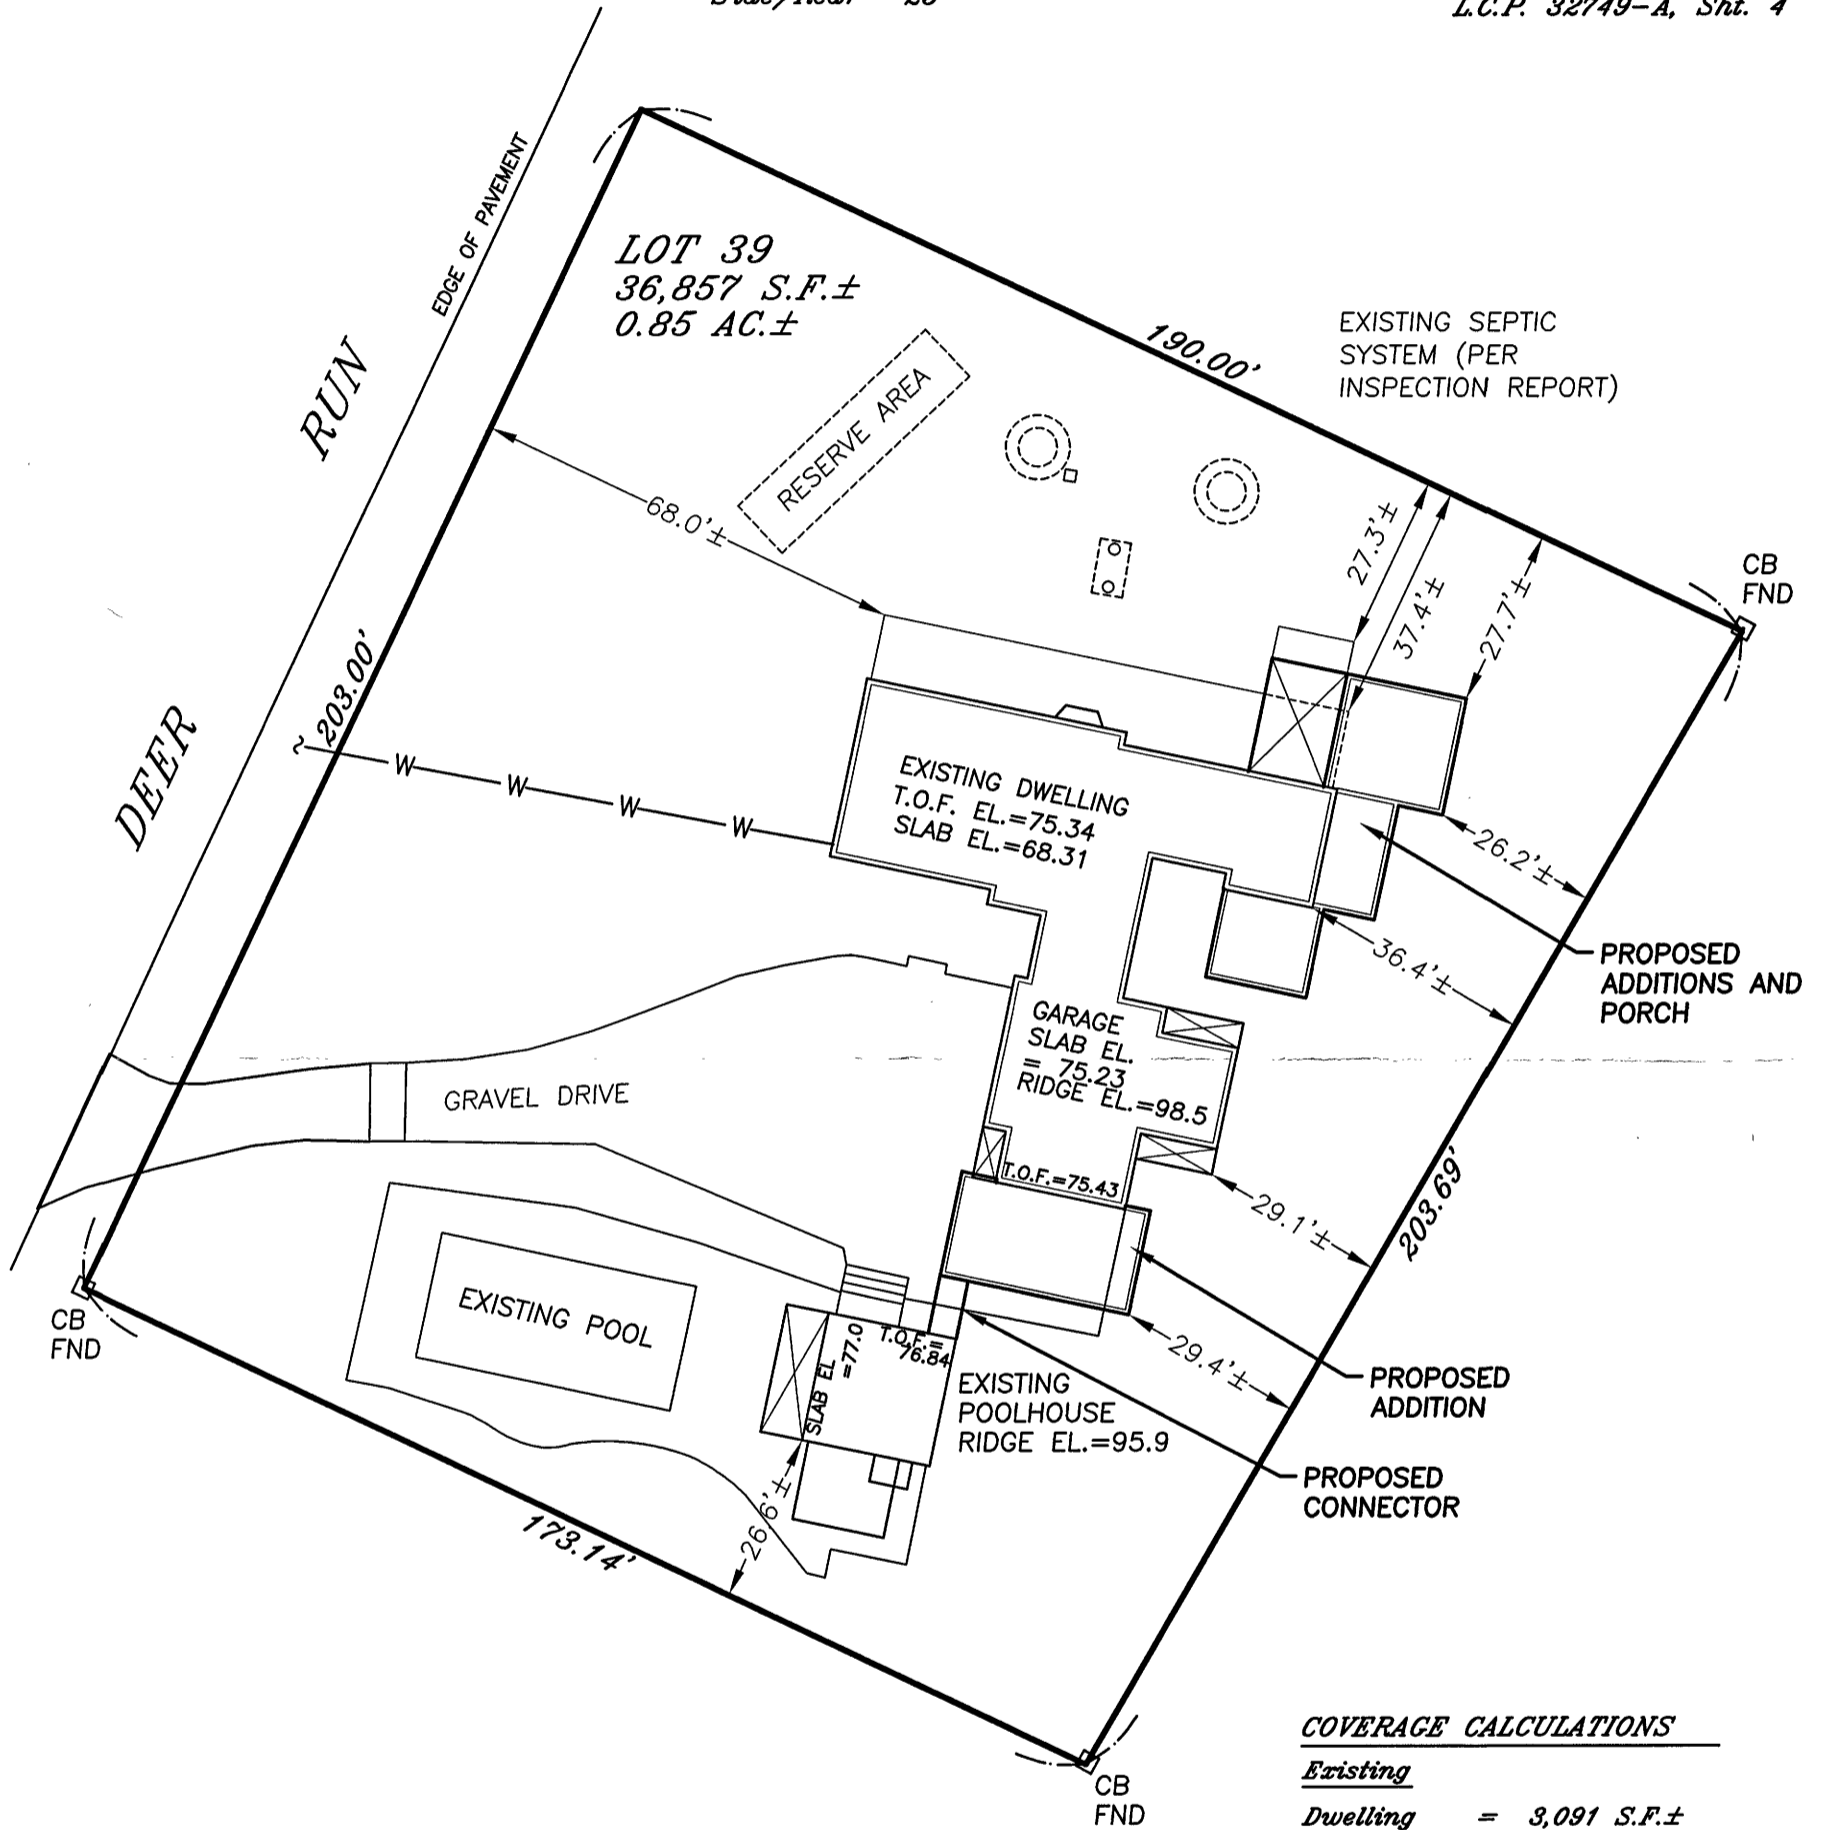 L.C.P. 32749-A, Sht. 4
EDGE OF PAVEMENT
LOT 39
36,857 S.F.±
0.85 AC.±
190.00'
EXISTING SEPTIC
SYSTEM (PER
INSPECTION REPORT)
DEER RUN
RESERVE AREA
68.0'±
27.3'±
37.4'±
27.7'±
CB
FND
203.00'
W W W W
EXISTING DWELLING
T.O.F. EL.=75.34
SLAB EL.=68.31
26.2'±
36.4'±
PROPOSED
ADDITIONS AND
PORCH
GARAGE
SLAB EL.
= 75.23
RIDGE EL.=98.5
GRAVEL DRIVE
T.O.F.=75.43
29.1'±
203.69'
EXISTING POOL
CB
FND
SLAB EL
=77.0
T.O.F.=
76.84
29.4'±
EXISTING
POOLHOUSE
RIDGE EL.=95.9
PROPOSED
ADDITION
PROPOSED
CONNECTOR
26.6'±
173.14'
CB
FND
COVERAGE CALCULATIONS
Existing
Dwelling = 3,091 S.F.±